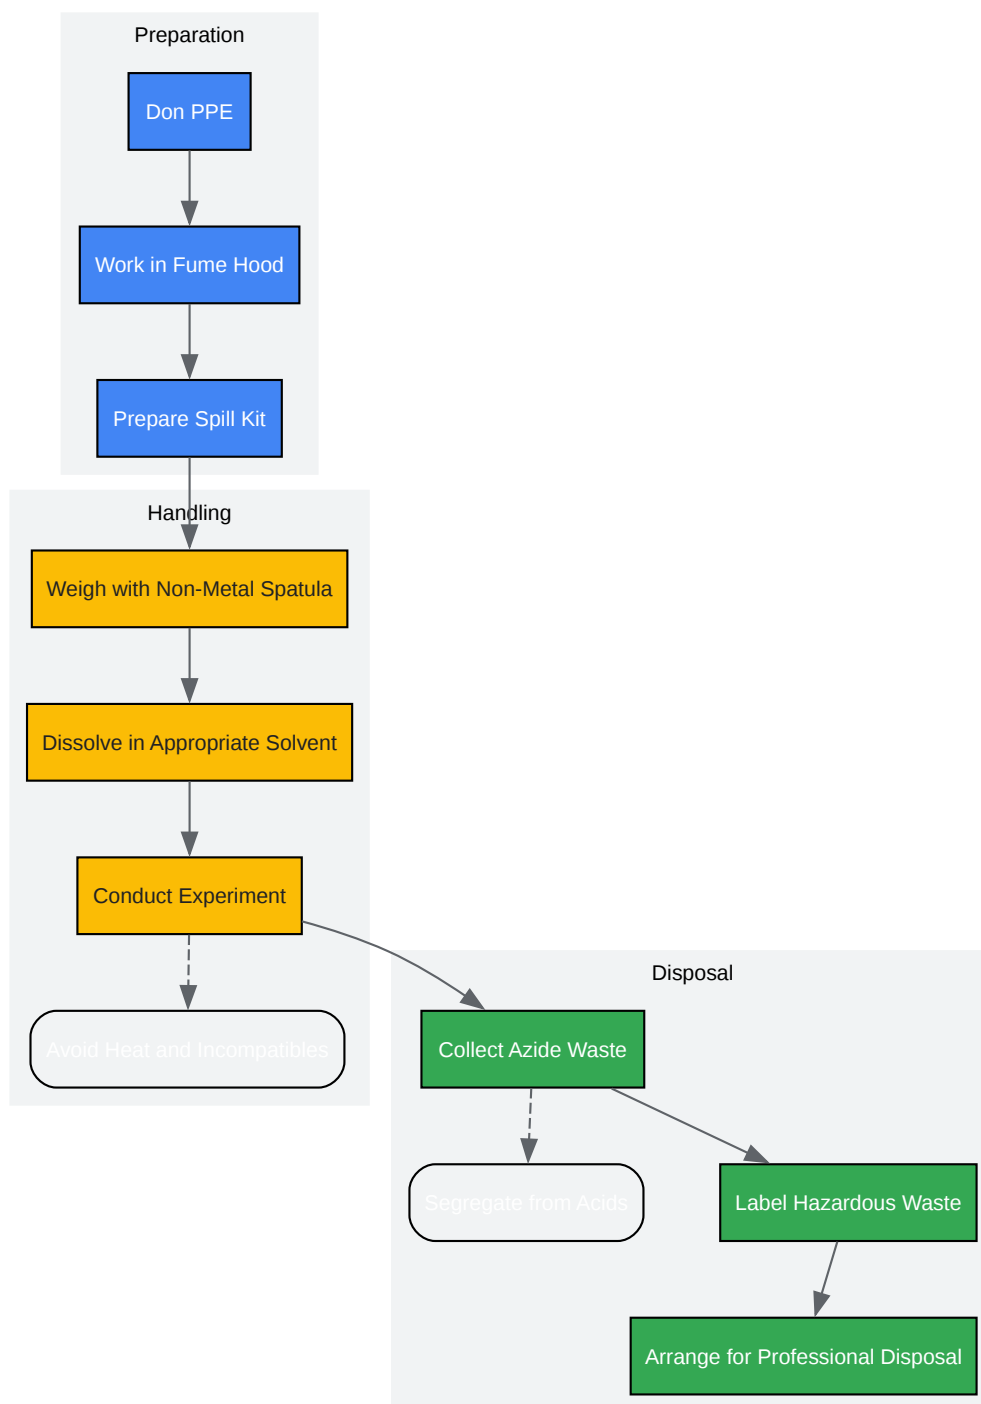 Preparation
Don PPE
Work in Fume Hood
Prepare Spill Kit
Handling
Weigh with Non-Metal Spatula
Dissolve in Appropriate Solvent
Conduct Experiment
Avoid Heat and Incompatibles
Disposal
Collect Azide Waste
Segregate from Acids
Label Hazardous Waste
Arrange for Professional Disposal